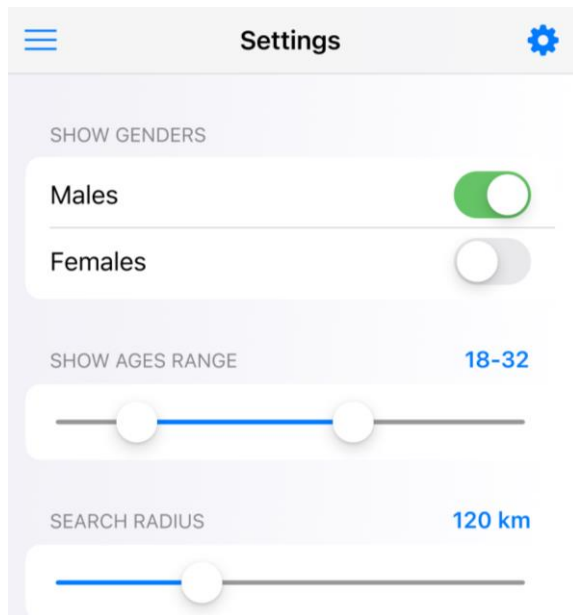 Settings
SHOW GENDERS
Males
Females
SHOW AGES RANGE 18-32
SEARCH RADIUS 120 km